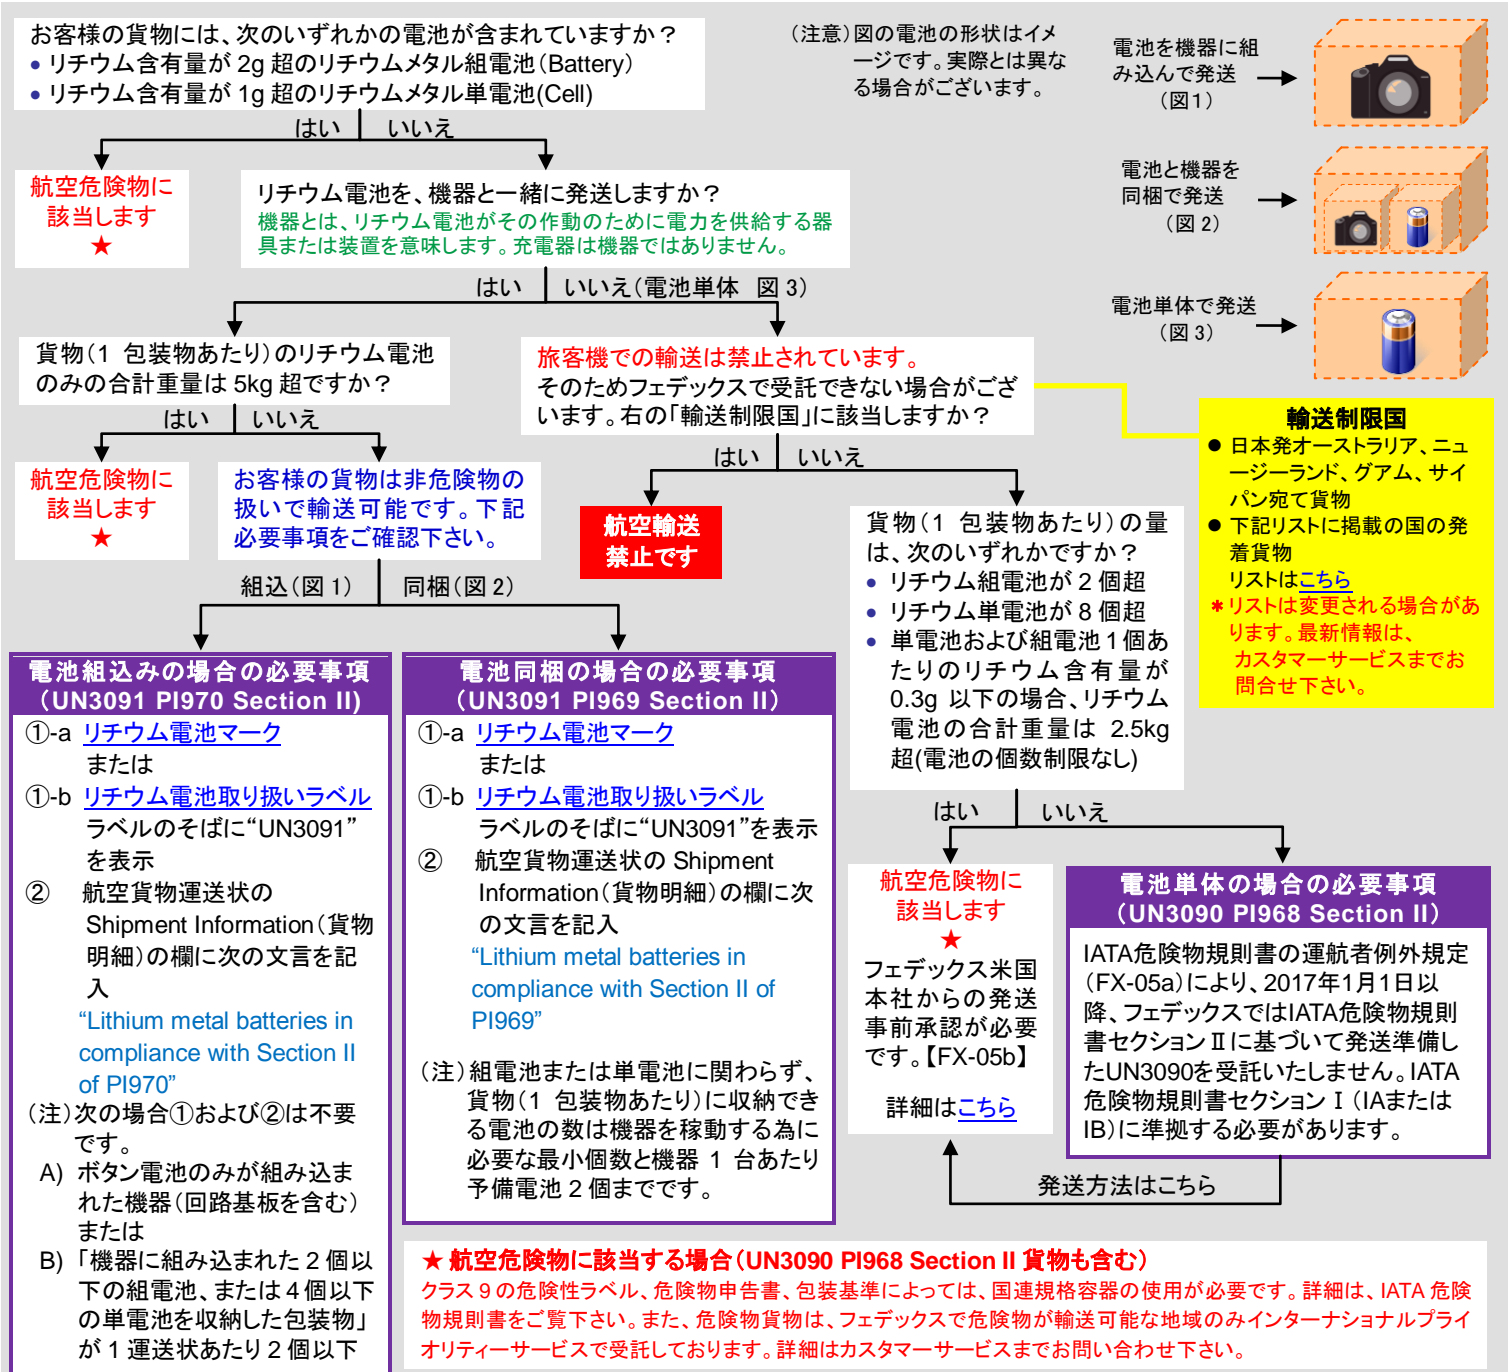 お客様の貨物には、次のいずれかの電池が含まれていますか？
● リチウム含有量が 2g 超のリチウムメタル組電池（Battery）
● リチウム含有量が 1g 超のリチウムメタル単電池(Cell)
はい いいえ
航空危険物に
該当します
★
リチウム電池を、機器と一緒に発送しますか？
機器とは、リチウム電池がその作動のために電力を供給する器
具または装置を意味します。充電器は機器ではありません。
はい いいえ（電池単体 図 3）
（注意）図の電池の形状はイメ
ージです。実際とは異な
る場合がございます。
電池を機器に組
み込んで発送
（図1）
電池と機器を
同梱で発送
（図 2）
電池単体で発送
（図 3）
貨物（1 包装物あたり）のリチウム電池
のみの合計重量は 5kg 超ですか？
はい いいえ
航空危険物に
該当します
★
お客様の貨物は非危険物の
扱いで輸送可能です。下記
必要事項をご確認下さい。
組込（図 1） 同梱（図 2）
旅客機での輸送は禁止されています。
そのためフェデックスで受託できない場合がござ
います。右の「輸送制限国」に該当しますか？
はい いいえ
航空輸送
禁止です
輸送制限国
● 日本発オーストラリア、ニュ
ージーランド、グアム、サイ
パン宛て貨物
● 下記リストに掲載の国の発
着貨物
リストはこちら
＊リストは変更される場合があ
ります。最新情報は、
カスタマーサービスまでお
問合せ下さい。
貨物（1 包装物あたり）の量
は、次のいずれかですか？
● リチウム組電池が 2 個超
● リチウム単電池が 8 個超
● 単電池および組電池 1 個あ
たりのリチウム含有量が
0.3g 以下の場合、リチウム
電池の合計重量は 2.5kg
超(電池の個数制限なし)
はい いいえ
電池組込みの場合の必要事項
（UN3091 PI970 Section II)
①-a リチウム電池マーク
または
①-b リチウム電池取り扱いラベル
ラベルのそばに“UN3091”
を表示
② 航空貨物運送状の
Shipment Information（貨物
明細）の欄に次の文言を記
入
“Lithium metal batteries in
compliance with Section II
of PI970”
（注）次の場合①および②は不要
です。
A) ボタン電池のみが組み込ま
れた機器（回路基板を含む）
または
B) 「機器に組み込まれた 2 個以
下の組電池、または 4 個以下
の単電池を収納した包装物」
が 1 運送状あたり 2 個以下
電池同梱の場合の必要事項
（UN3091 PI969 Section II）
①-a リチウム電池マーク
または
①-b リチウム電池取り扱いラベル
ラベルのそばに“UN3091”を表示
② 航空貨物運送状の Shipment
Information（貨物明細）の欄に次
の文言を記入
“Lithium metal batteries in
compliance with Section II of
PI969”
（注）組電池または単電池に関わらず、
貨物（1 包装物あたり）に収納でき
る電池の数は機器を稼動する為に
必要な最小個数と機器 1 台あたり
予備電池 2 個までです。
航空危険物に
該当します
★
フェデックス米国
本社からの発送
事前承認が必要
です。【FX-05b】
詳細はこちら
電池単体の場合の必要事項
（UN3090 PI968 Section II）
IATA危険物規則書の運航者例外規定
（FX-05a）により、2017年1月1日以
降、フェデックスではIATA危険物規則
書セクションⅡに基づいて発送準備し
たUN3090を受託いたしません。IATA
危険物規則書セクションⅠ（IAまたは
IB）に準拠する必要があります。
発送方法はこちら
★ 航空危険物に該当する場合（UN3090 PI968 Section II 貨物も含む）
クラス 9 の危険性ラベル、危険物申告書、包装基準によっては、国連規格容器の使用が必要です。詳細は、IATA 危険
物規則書をご覧下さい。また、危険物貨物は、フェデックスで危険物が輸送可能な地域のみインターナショナルプライ
オリティーサービスで受託しております。詳細はカスタマーサービスまでお問い合わせ下さい。